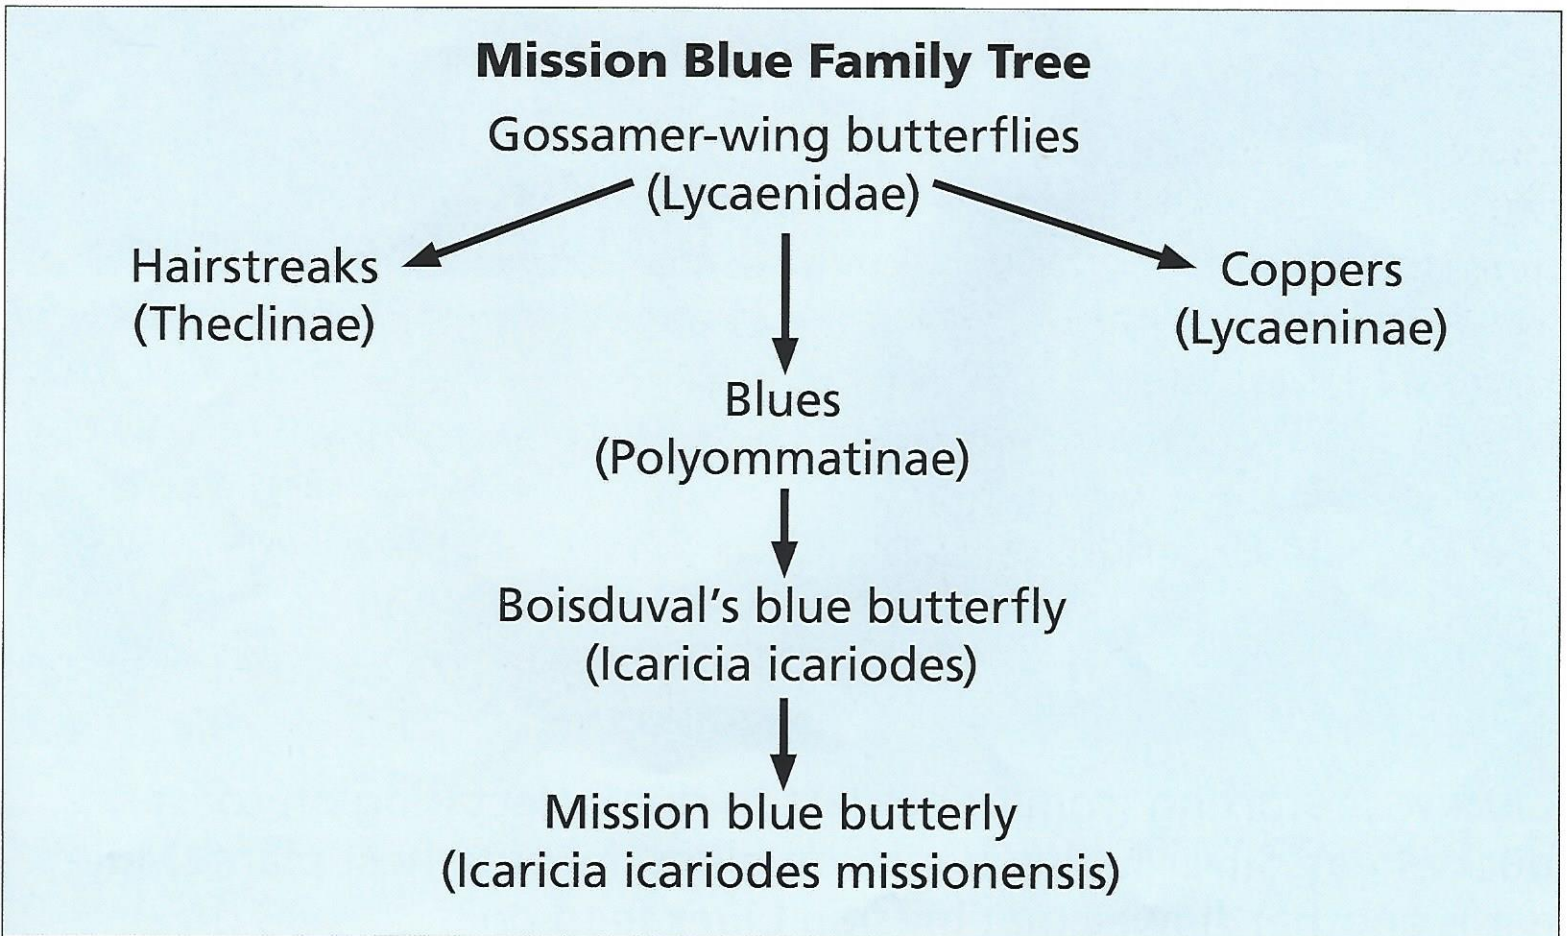 Mission Blue Family Tree
Gossamer-wing butterflies
(Lycaenidae)
Hairstreaks
(Theclinae)
Coppers
(Lycaeninae)
Blues
(Polyommatinae)
Boisduval's blue butterfly
(Icaricia icariodes)
Mission blue butterly
(Icaricia icariodes missionensis)